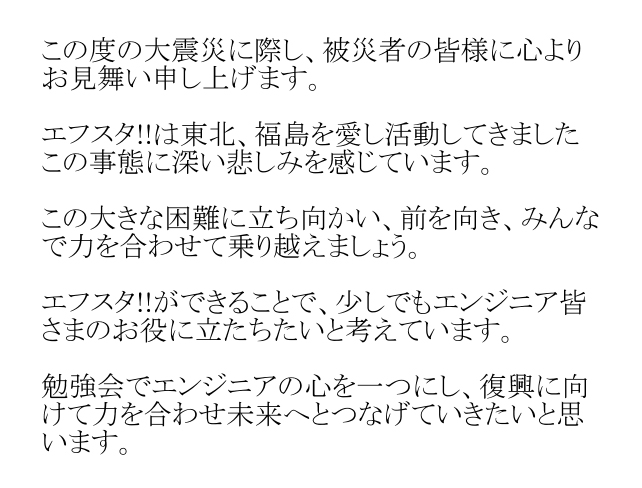 この度の大震災に際し、被災者の皆様に心より
お見舞い申し上げます。
エフスタ!!は東北、福島を愛し活動してきました
この事態に深い悲しみを感じています。
この大きな困難に立ち向かい、前を向き、みんな
で力を合わせて乗り越えましょう。
エフスタ!!ができることで、少しでもエンジニア皆
さまのお役に立たちたいと考えています。
勉強会でエンジニアの心を一つにし、復興に向
けて力を合わせ未来へとつなげていきたいと思
います。